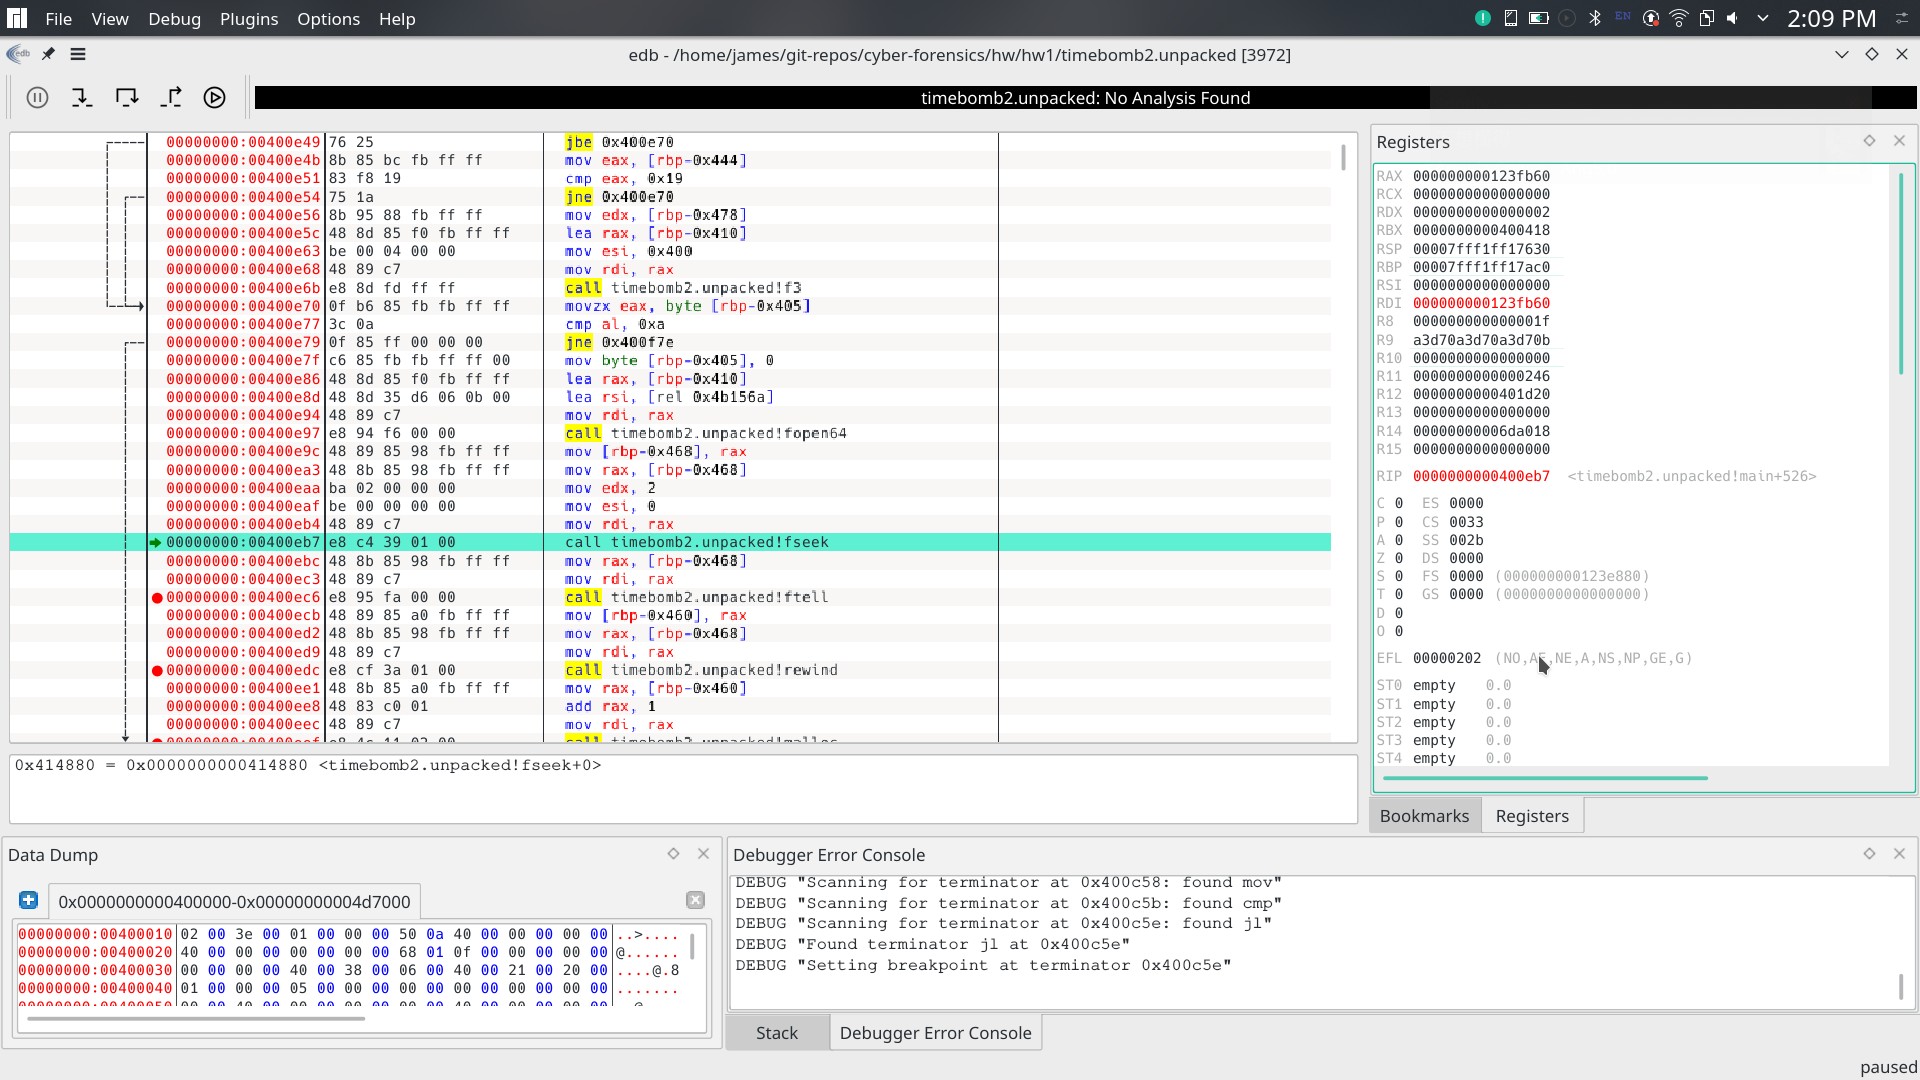 File View Debug Plugins Options Help EN 2:09 PM
edb edb - /home/james/git-repos/cyber-forensics/hw/hw1/timebomb2.unpacked [3972]
timebomb2.unpacked: No Analysis Found
00000000:00400e49 76 25 jbe 0x400e70
00000000:00400e4b 8b 85 bc fb ff ff mov eax, [rbp-0x444]
00000000:00400e51 83 f8 19 cmp eax, 0x19
00000000:00400e54 75 1a jne 0x400e70
00000000:00400e56 8b 95 88 fb ff ff mov edx, [rbp-0x478]
00000000:00400e5c 48 8d 85 f0 fb ff ff lea rax, [rbp-0x410]
00000000:00400e63 be 00 04 00 00 mov esi, 0x400
00000000:00400e68 48 89 c7 mov rdi, rax
00000000:00400e6b e8 8d fd ff ff call timebomb2.unpacked!f3
00000000:00400e70 0f b6 85 fb fb ff ff movzx eax, byte [rbp-0x405]
00000000:00400e77 3c 0a cmp al, 0xa
00000000:00400e79 0f 85 ff 00 00 00 jne 0x400f7e
00000000:00400e7f c6 85 fb fb ff ff 00 mov byte [rbp-0x405], 0
00000000:00400e86 48 8d 85 f0 fb ff ff lea rax, [rbp-0x410]
00000000:00400e8d 48 8d 35 d6 06 0b 00 lea rsi, [rel 0x4b156a]
00000000:00400e94 48 89 c7 mov rdi, rax
00000000:00400e97 e8 94 f6 00 00 call timebomb2.unpacked!fopen64
00000000:00400e9c 48 89 85 98 fb ff ff mov [rbp-0x468], rax
00000000:00400ea3 48 8b 85 98 fb ff ff mov rax, [rbp-0x468]
00000000:00400eaa ba 02 00 00 00 mov edx, 2
00000000:00400eaf be 00 00 00 00 mov esi, 0
00000000:00400eb4 48 89 c7 mov rdi, rax
00000000:00400eb7 e8 c4 39 01 00 call timebomb2.unpacked!fseek
00000000:00400ebc 48 8b 85 98 fb ff ff mov rax, [rbp-0x468]
00000000:00400ec3 48 89 c7 mov rdi, rax
00000000:00400ec6 e8 95 fa 00 00 call timebomb2.unpacked!ftell
00000000:00400ecb 48 89 85 a0 fb ff ff mov [rbp-0x460], rax
00000000:00400ed2 48 8b 85 98 fb ff ff mov rax, [rbp-0x468]
00000000:00400ed9 48 89 c7 mov rdi, rax
00000000:00400edc e8 cf 3a 01 00 call timebomb2.unpacked!rewind
00000000:00400ee1 48 8b 85 a0 fb ff ff mov rax, [rbp-0x460]
00000000:00400ee8 48 83 c0 01 add rax, 1
00000000:00400eec 48 89 c7 mov rdi, rax
0x414880 = 0x0000000000414880 <timebomb2.unpacked!fseek+0>
Registers
RAX 000000000123fb60
RCX 0000000000000000
RDX 0000000000000002
RBX 0000000000400418
RSP 00007fff1ff17630
RBP 00007fff1ff17ac0
RSI 0000000000000000
RDI 000000000123fb60
R8 000000000000001f
R9 a3d70a3d70a3d70b
R10 0000000000000000
R11 0000000000000246
R12 0000000000401d20
R13 0000000000000000
R14 00000000006da018
R15 0000000000000000
RIP 0000000000400eb7 <timebomb2.unpacked!main+526>
C 0 ES 0000
P 0 CS 0033
A 0 SS 002b
Z 0 DS 0000
S 0 FS 0000 (000000000123e880)
T 0 GS 0000 (0000000000000000)
D 0
O 0
EFL 00000202 (NO,AE,NE,A,NS,NP,GE,G)
ST0 empty 0.0
ST1 empty 0.0
ST2 empty 0.0
ST3 empty 0.0
ST4 empty 0.0
Bookmarks Registers
Data Dump
0x0000000000400000-0x00000000004d7000
00000000:00400010 02 00 3e 00 01 00 00 00 50 0a 40 00 00 00 00 00 ..>....
00000000:00400020 40 00 00 00 00 00 00 00 68 01 0f 00 00 00 00 00 @......
00000000:00400030 00 00 00 00 40 00 38 00 06 00 40 00 21 00 20 00 ....@.8
00000000:00400040 01 00 00 00 05 00 00 00 00 00 00 00 00 00 00 00 .......
Debugger Error Console
DEBUG "Scanning for terminator at 0x400c58: found mov"
DEBUG "Scanning for terminator at 0x400c5b: found cmp"
DEBUG "Scanning for terminator at 0x400c5e: found jl"
DEBUG "Found terminator jl at 0x400c5e"
DEBUG "Setting breakpoint at terminator 0x400c5e"
Stack Debugger Error Console
paused